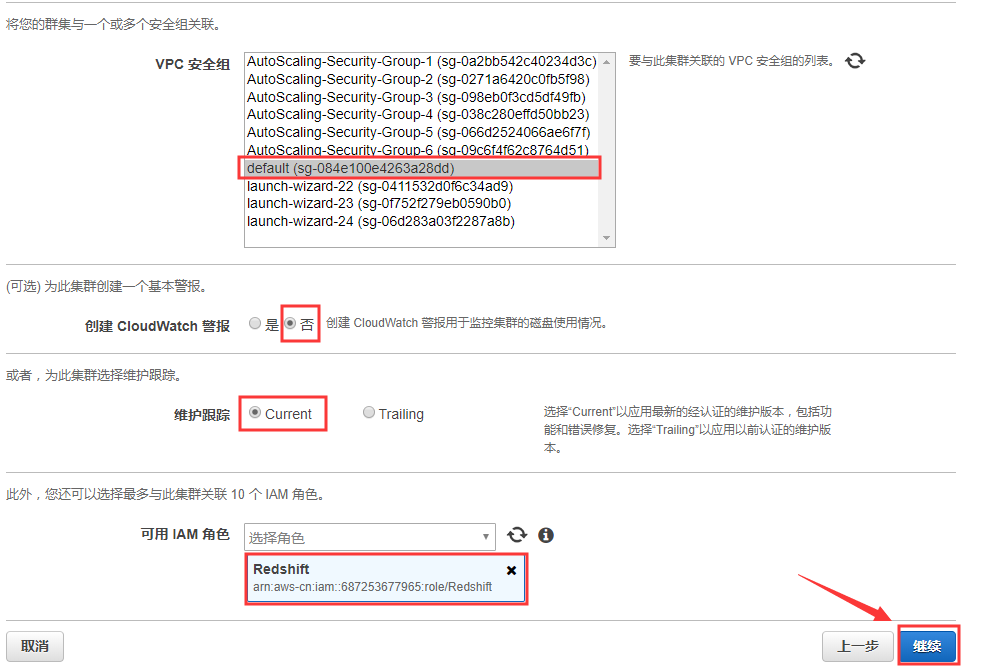 将您的群集与一个或多个安全组关联。
VPC 安全组
AutoScaling-Security-Group-1 (sg-0a2bb542c40234d3c)
AutoScaling-Security-Group-2 (sg-0271a6420c0fb5f98)
AutoScaling-Security-Group-3 (sg-098eb0f3cd5df49fb)
AutoScaling-Security-Group-4 (sg-038c280effd50bb23)
AutoScaling-Security-Group-5 (sg-066d2524066ae6f7f)
AutoScaling-Security-Group-6 (sg-09c6f4f62c8764d51)
default (sg-084e100e4263a28dd)
launch-wizard-22 (sg-0411532d0f6c34ad9)
launch-wizard-23 (sg-0f752f279eb0590b0)
launch-wizard-24 (sg-06d283a03f2287a8b)
要与此集群关联的 VPC 安全组的列表。
(可选) 为此集群创建一个基本警报。
创建 CloudWatch 警报
是
否
创建 CloudWatch 警报用于监控集群的磁盘使用情况。
或者，为此集群选择维护跟踪。
维护跟踪
Current
Trailing
选择“Current”以应用最新的经认证的维护版本，包括功
能和错误修复。选择“Trailing”以应用以前认证的维护版
本。
此外，您还可以选择最多与此集群关联 10 个 IAM 角色。
可用 IAM 角色
选择角色
Redshift
arn:aws-cn:iam::687253677965:role/Redshift
取消
上一步
继续